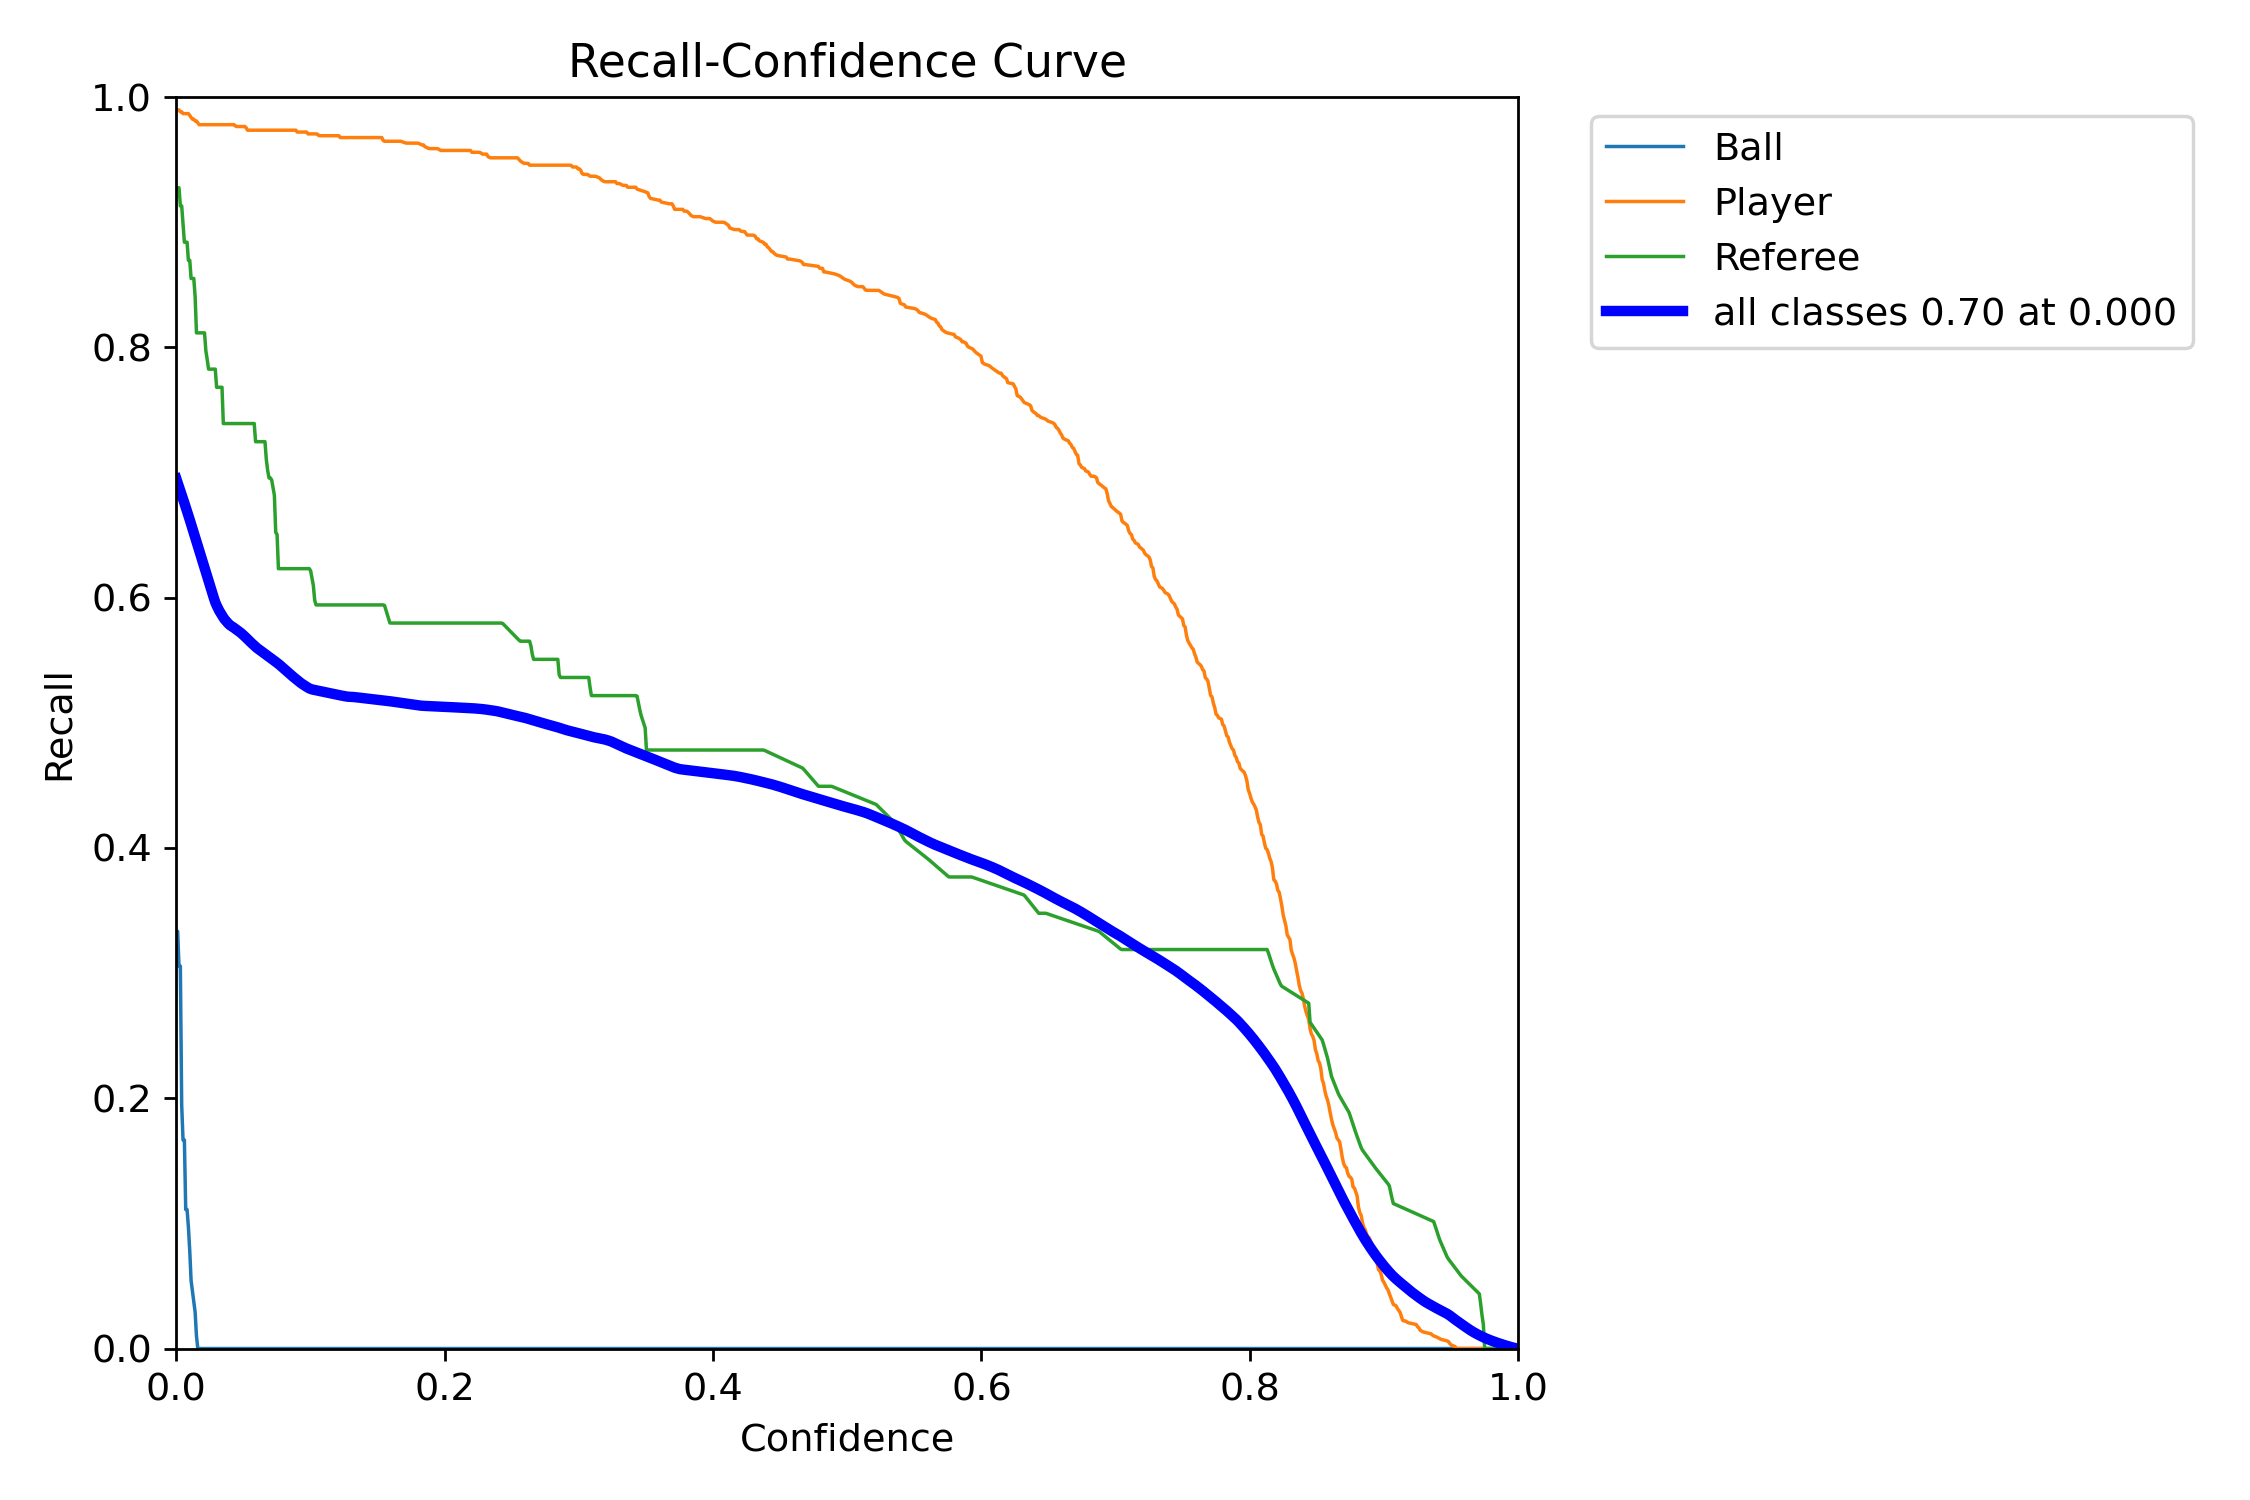 Recall-Confidence Curve
1.0
0.8
0.6
0.4
0.2
0.0
Recall
0.0 0.2 0.4 0.6 0.8 1.0
Confidence
Ball
Player
Referee
all classes 0.70 at 0.000